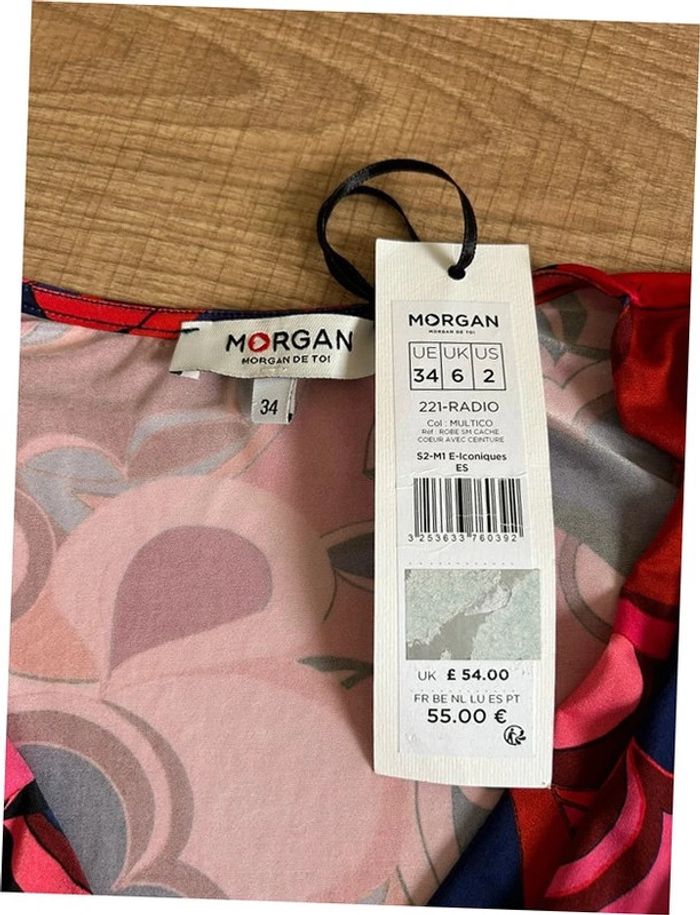 MORGAN
MORGAN DE TOI
34
MORGAN
MORGAN DE TOI
UE UK US
34 6 2
221-RADIO
Col : MULTICO
Réf : ROBE SM CACHE
COEUR AVEC CEINTURE
S2-M1 E-Iconiques
ES
3 253633 760392
UK £ 54.00
FR BE NL LU ES PT
55.00 €